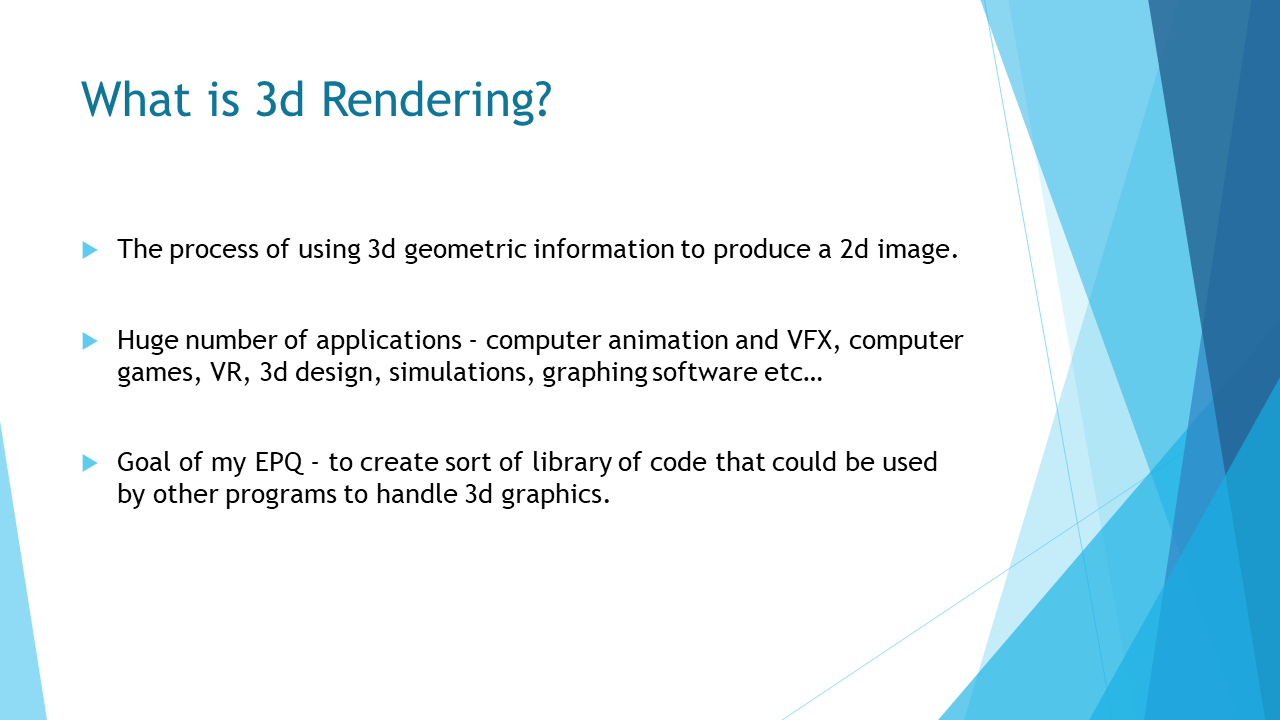 What is 3d Rendering?
The process of using 3d geometric information to produce a 2d image.
Huge number of applications - computer animation and VFX, computer
games, VR, 3d design, simulations, graphing software etc…
Goal of my EPQ - to create sort of library of code that could be used
by other programs to handle 3d graphics.